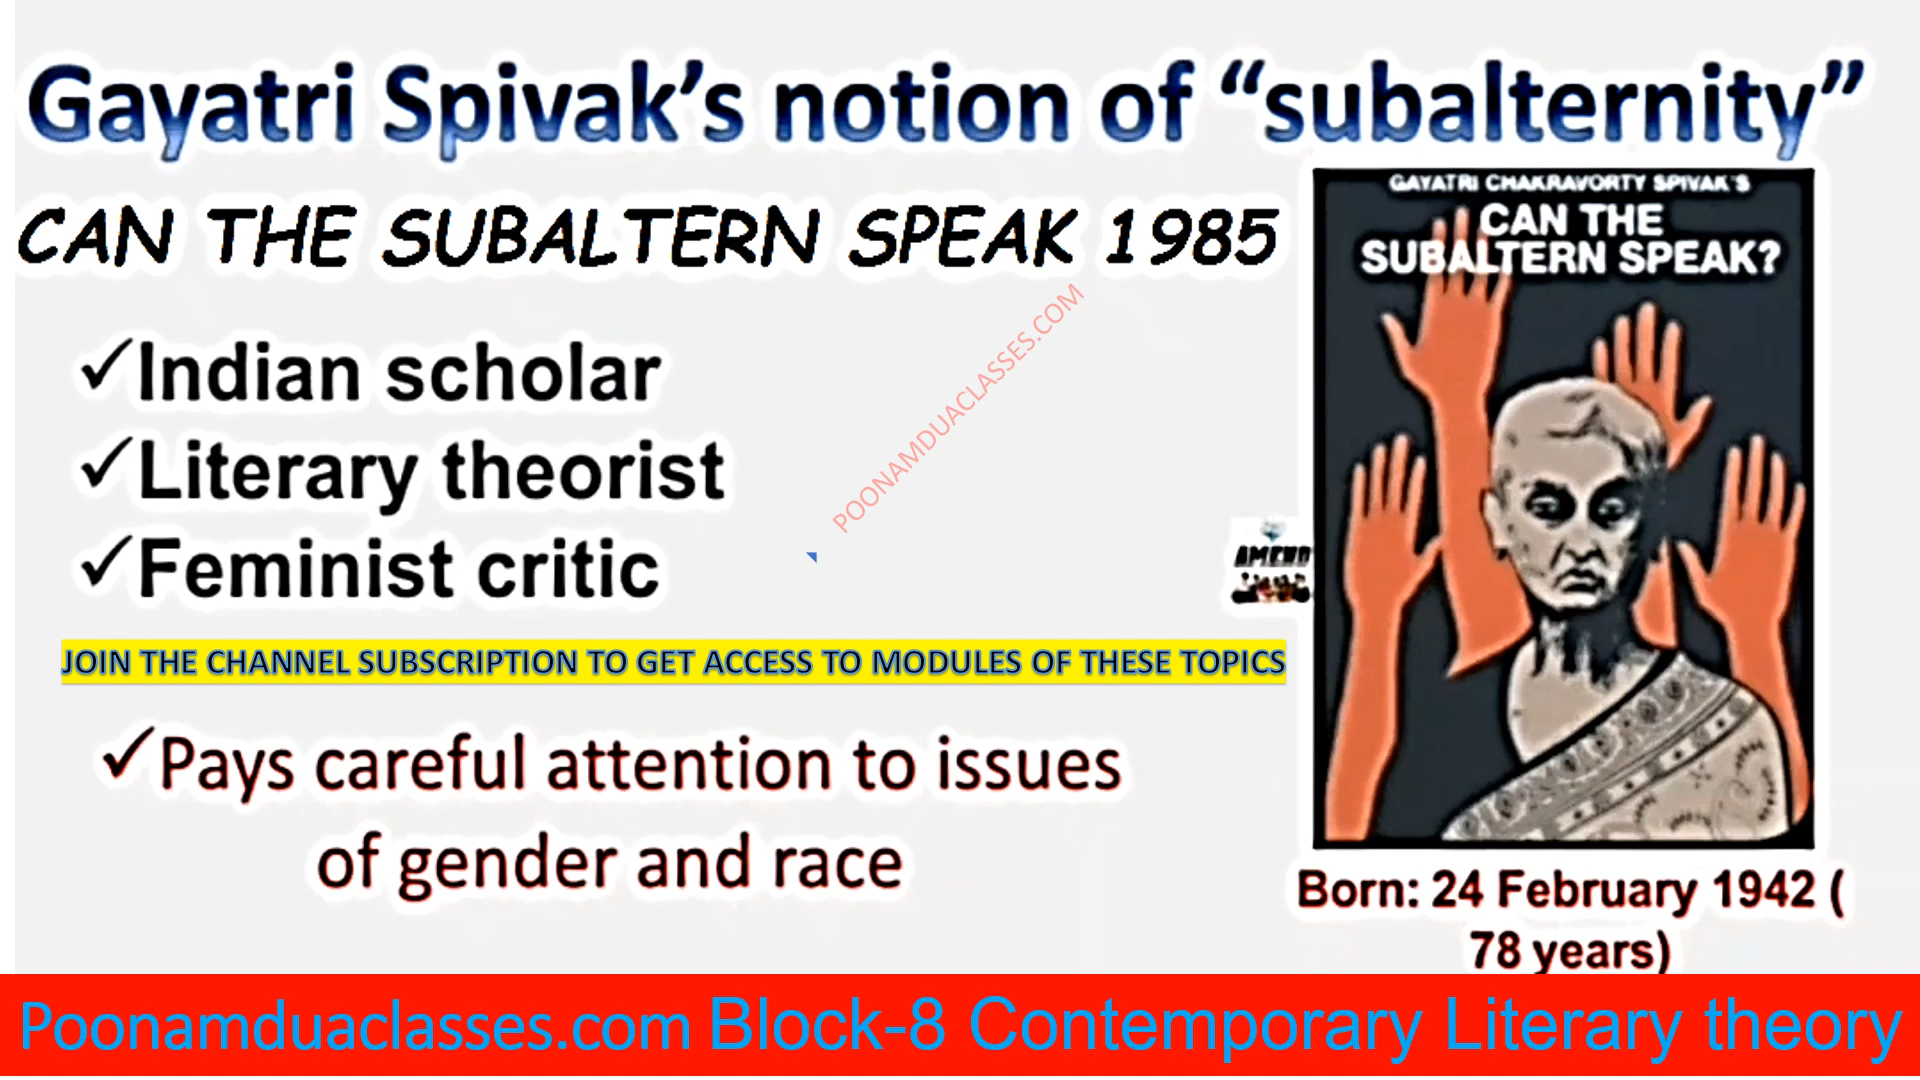 Gayatri Spivak’s notion of “subalternity”
CAN THE SUBALTERN SPEAK 1985
GAYATRI CHAKRAVORTY SPIVAK'S
CAN THE
SUBALTERN SPEAK?
✓Indian scholar
✓Literary theorist
✓Feminist critic
POONAMDUACLASSES.COM
AMEND
JOIN THE CHANNEL SUBSCRIPTION TO GET ACCESS TO MODULES OF THESE TOPICS
✓Pays careful attention to issues
of gender and race
Born: 24 February 1942 (
78 years)
Poonamduaclasses.com Block-8 Contemporary Literary theory